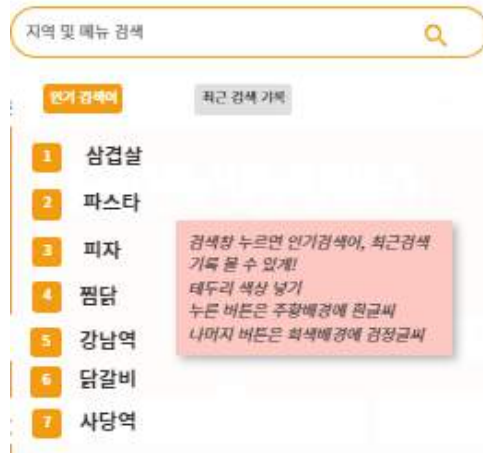 지역 및 메뉴 검색
인기 검색어
최근 검색 기록
1 삼겹살
2 파스타
3 피자
4 찜닭
5 강남역
6 닭갈비
7 사당역
검색창 누르면 인기검색어, 최근검색
기록 볼 수 있게!
테두리 색상 넣기
누른 버튼은 주황배경에 흰글씨
나머지 버튼은 회색배경에 검정글씨